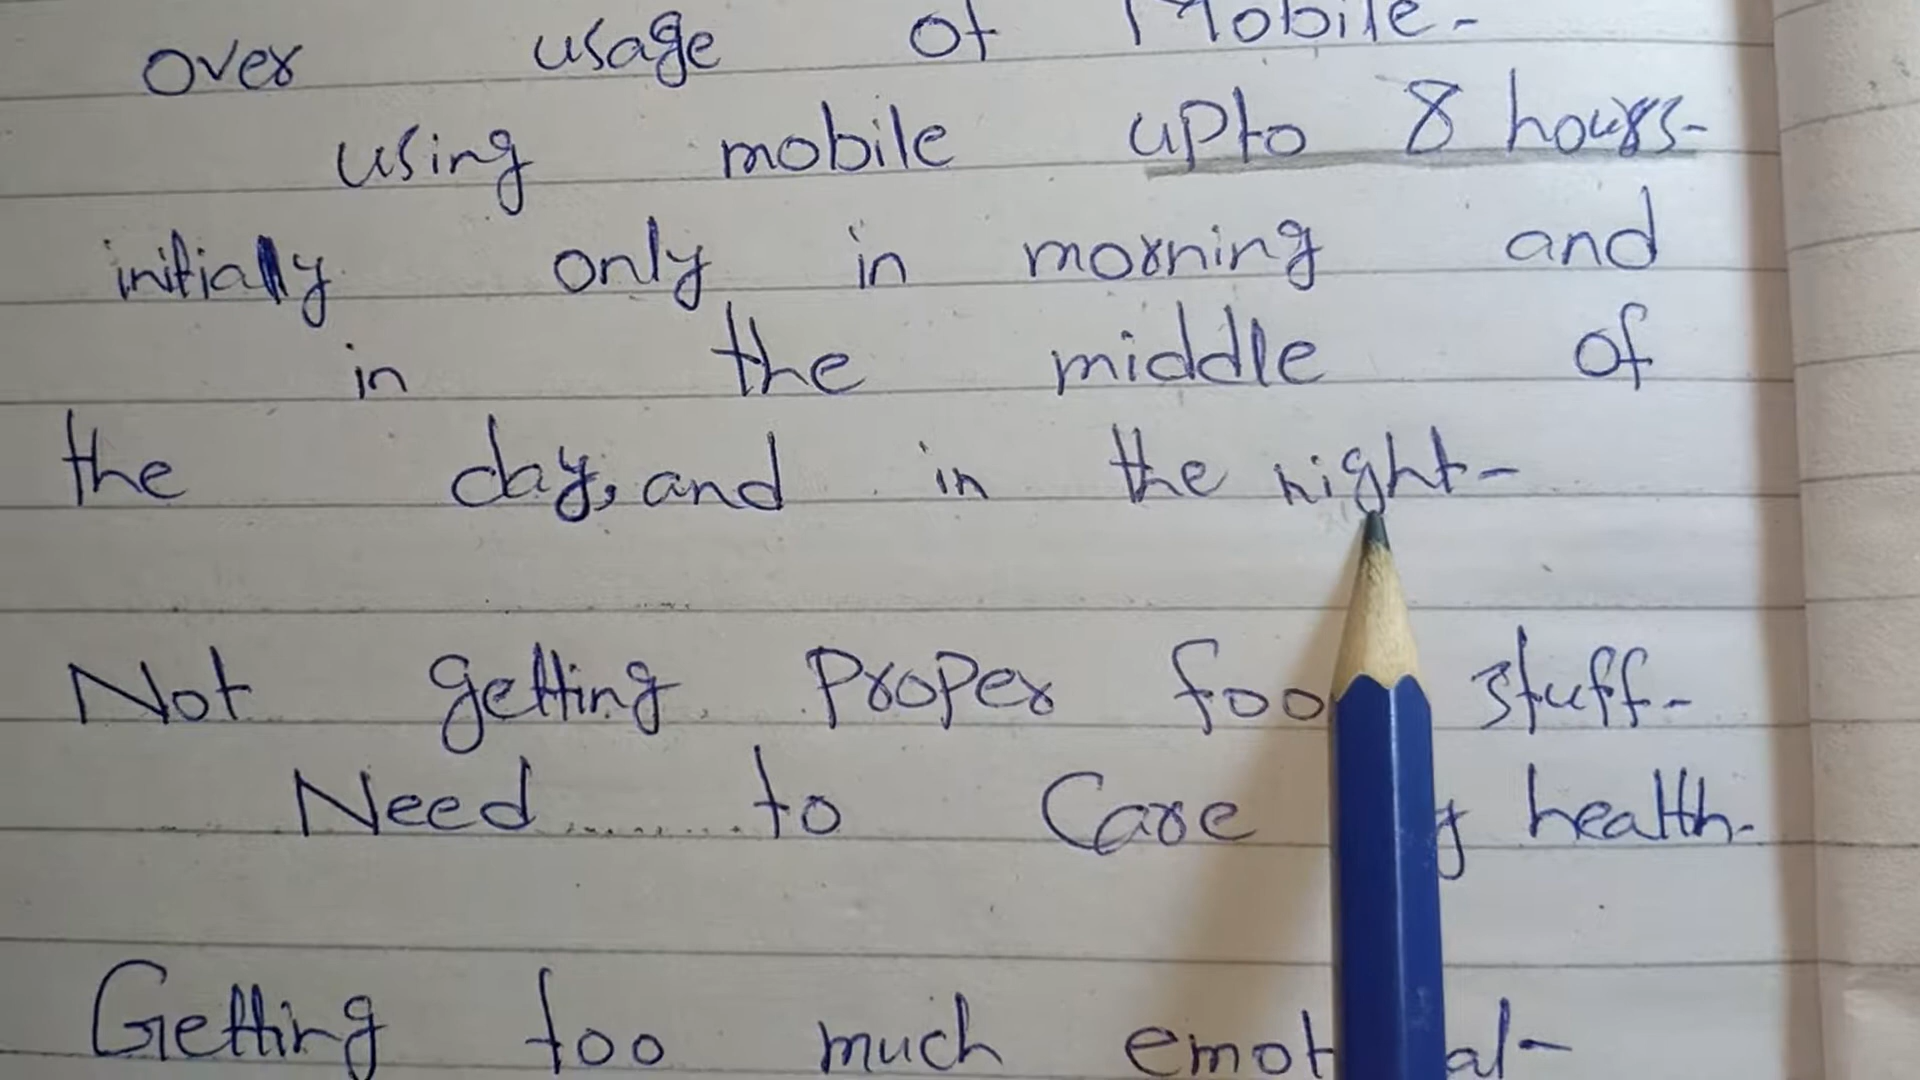 over usage of Mobile-
using mobile upto 8 hours-
initially only in morning and
in the middle of
the day, and in the night-
Not getting Proper foo stuff-
Need to Care y health.
Getting too much emot al-